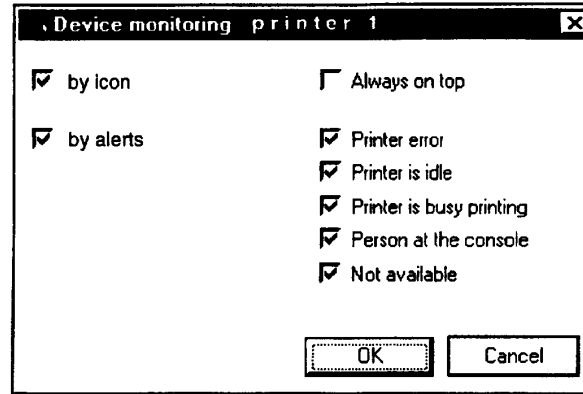 Device monitoring printer 1
by icon
Always on top
by alerts
Printer error
Printer is idle
Printer is busy printing
Person at the console
Not available
OK
Cancel